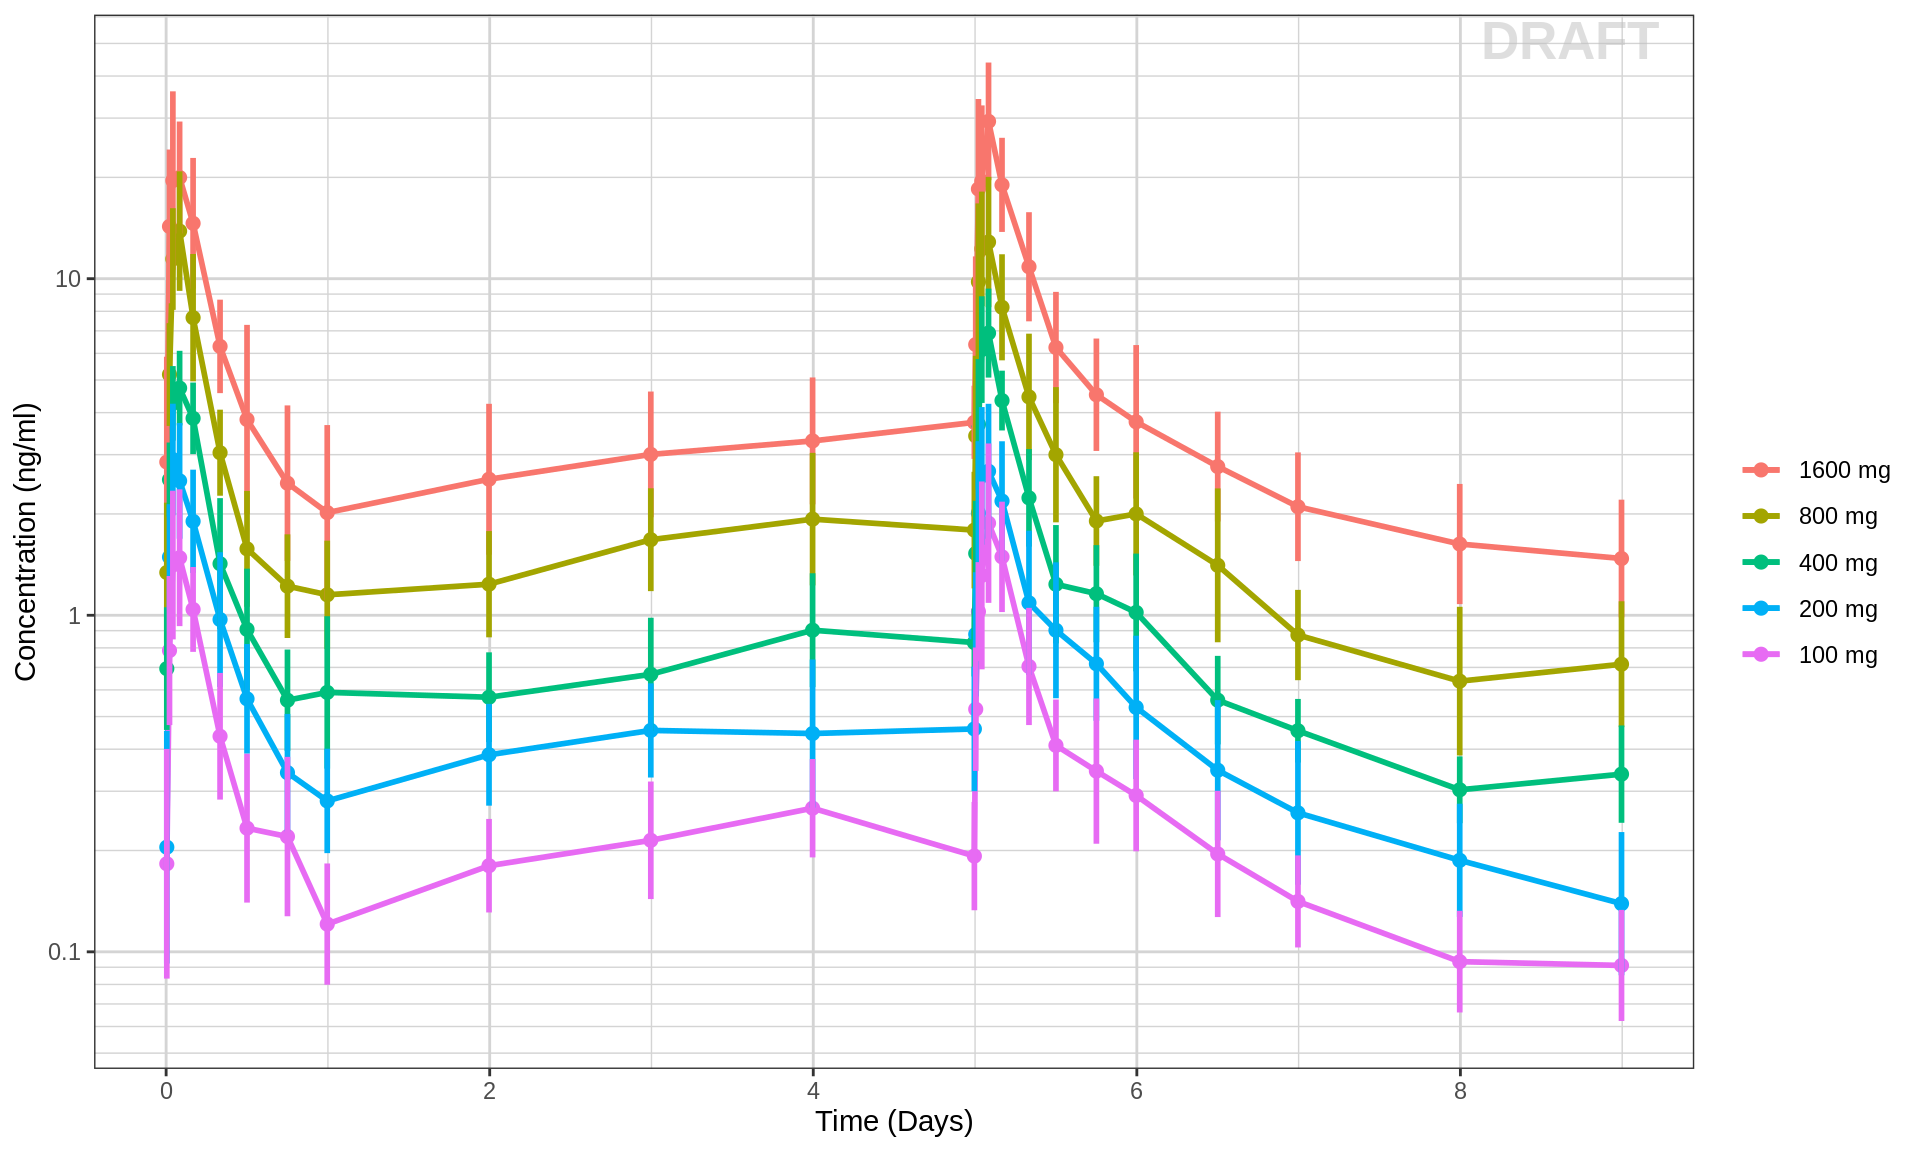 DRAFT
Concentration (ng/ml)
10
1
0.1
0 2 4 6 8
Time (Days)
1600 mg
800 mg
400 mg
200 mg
100 mg